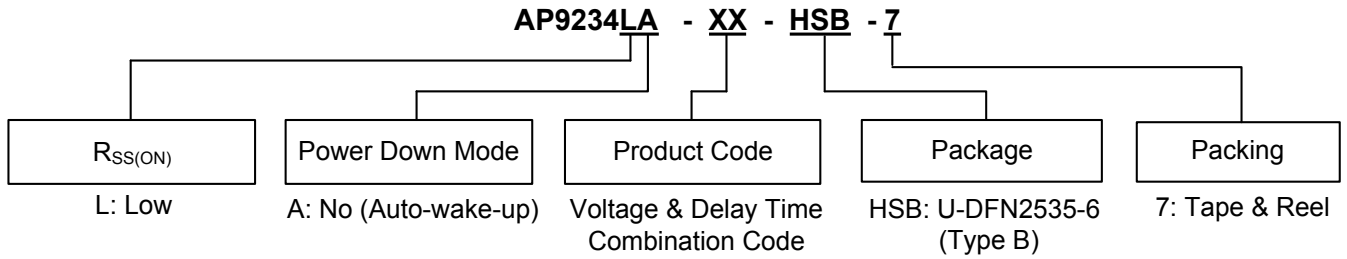 AP9234LA - XX - HSB - 7
RSS(ON)
Power Down Mode
Product Code
Package
Packing
L: Low
A: No (Auto-wake-up)
Voltage & Delay Time
Combination Code
HSB: U-DFN2535-6
(Type B)
7: Tape & Reel